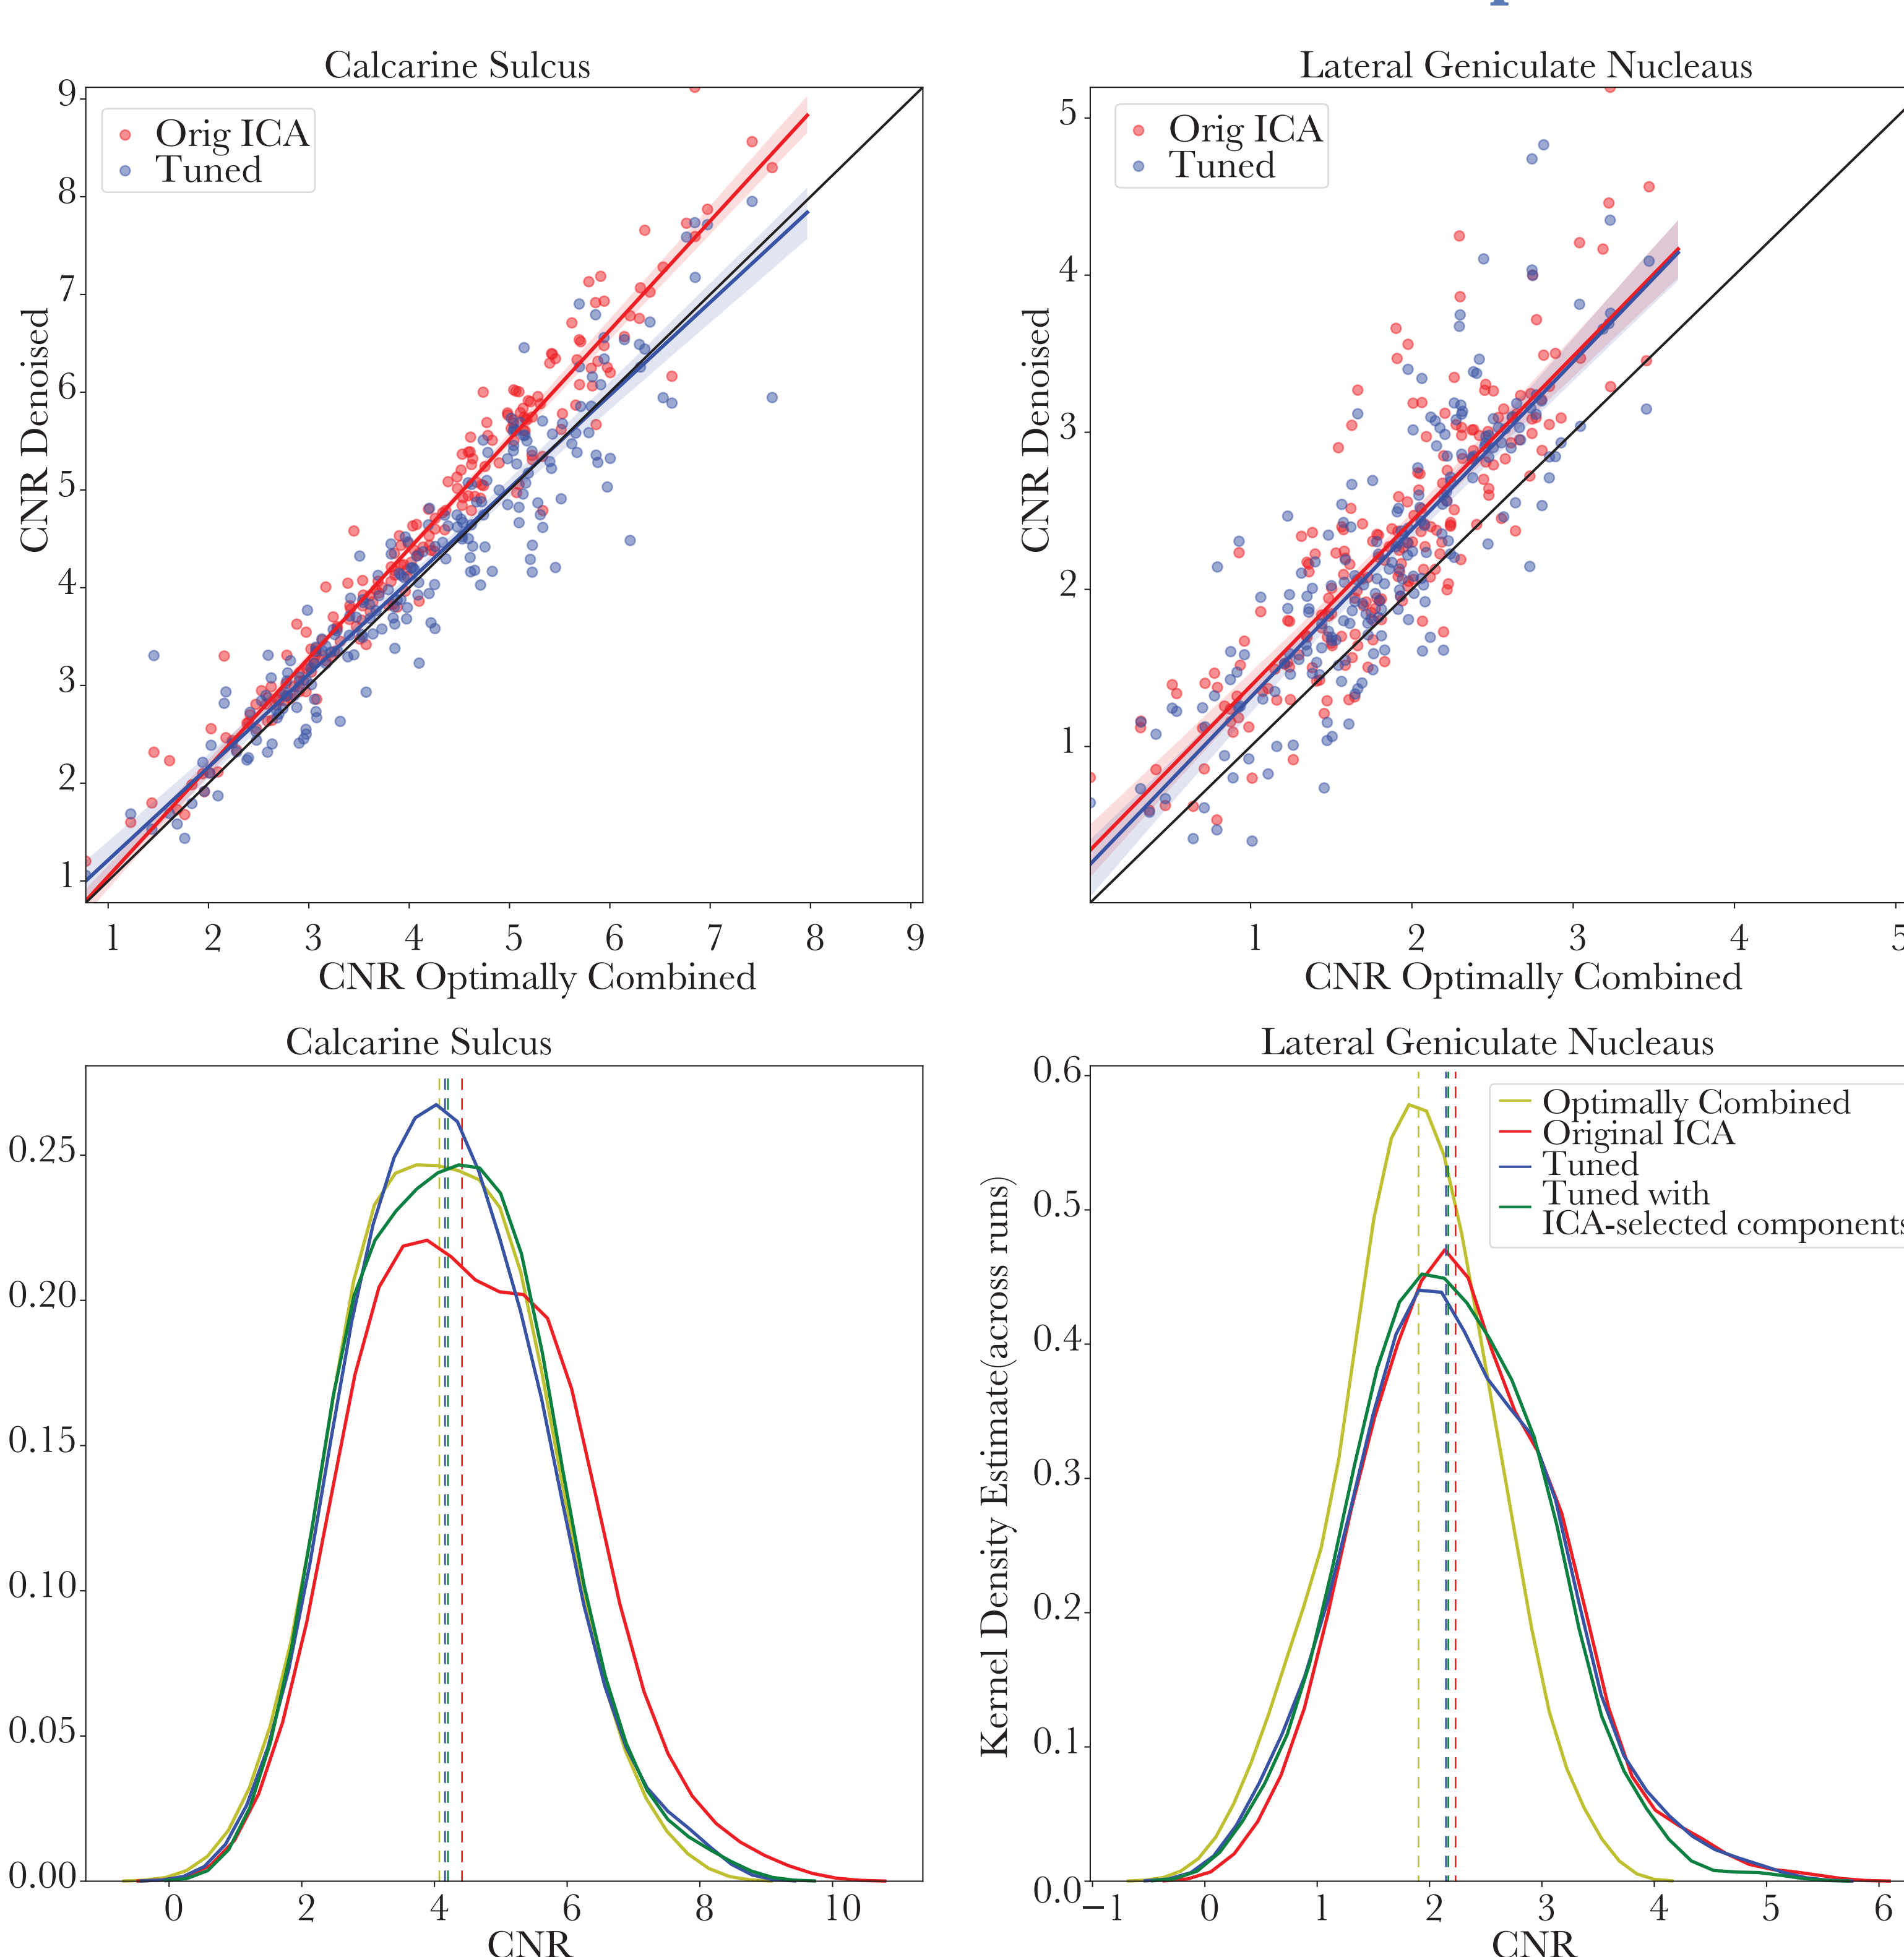 Calcarine Sulcus
9
8
7
6
5
4
3
2
1
CNR Denoised
Orig ICA
Tuned
1 2 3 4 5 6 7 8 9
CNR Optimally Combined
Lateral Geniculate Nucleaus
5
4
3
2
1
CNR Denoised
Orig ICA
Tuned
1 2 3 4 5
CNR Optimally Combined
Calcarine Sulcus
0.25
0.20
0.15
0.10
0.05
0.00
0 2 4 6 8 10
CNR
Lateral Geniculate Nucleaus
0.6
0.5
0.4
0.3
0.2
0.1
0.0
Kernel Density Estimate(across runs)
Optimally Combined
Original ICA
Tuned
Tuned with
ICA-selected components
−1 0 1 2 3 4 5 6
CNR